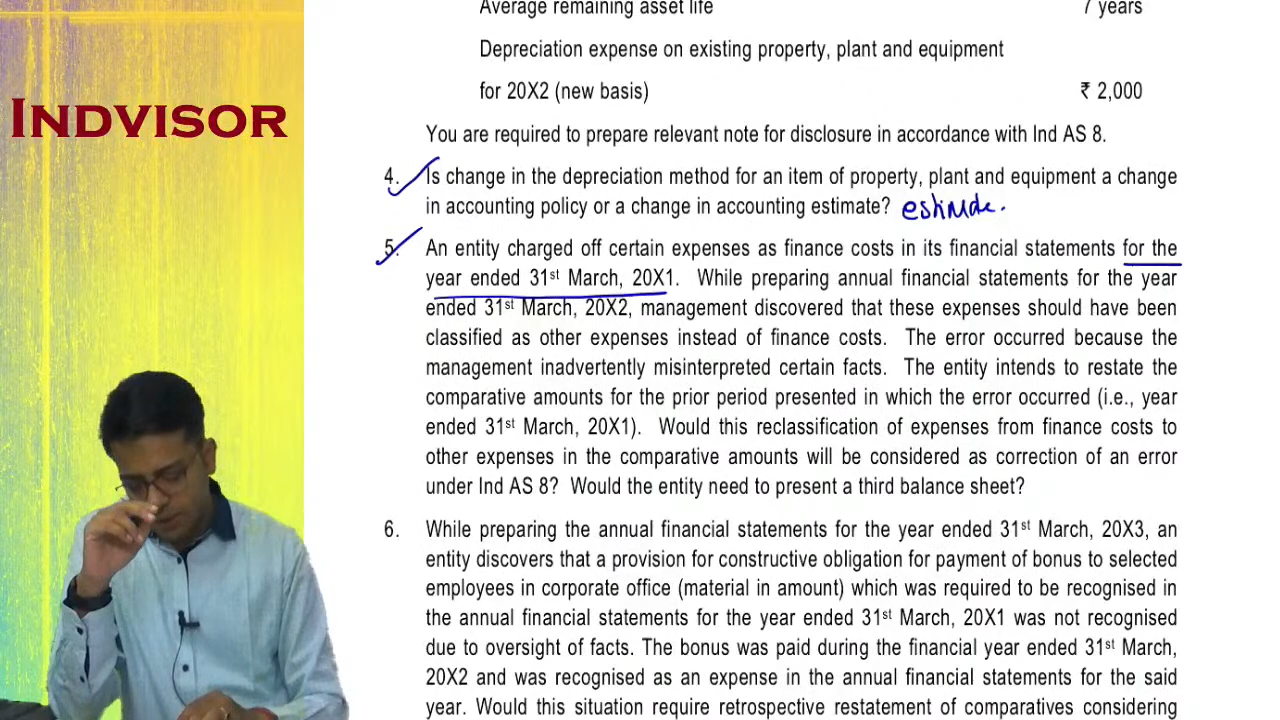 Average remaining asset life 7 years
Depreciation expense on existing property, plant and equipment
for 20X2 (new basis) ₹ 2,000
INDVISOR
You are required to prepare relevant note for disclosure in accordance with Ind AS 8.
4. Is change in the depreciation method for an item of property, plant and equipment a change
in accounting policy or a change in accounting estimate? estimate.
5. An entity charged off certain expenses as finance costs in its financial statements for the
year ended 31st March, 20X1. While preparing annual financial statements for the year
ended 31st March, 20X2, management discovered that these expenses should have been
classified as other expenses instead of finance costs. The error occurred because the
management inadvertently misinterpreted certain facts. The entity intends to restate the
comparative amounts for the prior period presented in which the error occurred (i.e., year
ended 31st March, 20X1). Would this reclassification of expenses from finance costs to
other expenses in the comparative amounts will be considered as correction of an error
under Ind AS 8? Would the entity need to present a third balance sheet?
6. While preparing the annual financial statements for the year ended 31st March, 20X3, an
entity discovers that a provision for constructive obligation for payment of bonus to selected
employees in corporate office (material in amount) which was required to be recognised in
the annual financial statements for the year ended 31st March, 20X1 was not recognised
due to oversight of facts. The bonus was paid during the financial year ended 31st March,
20X2 and was recognised as an expense in the annual financial statements for the said
year. Would this situation require retrospective restatement of comparatives considering